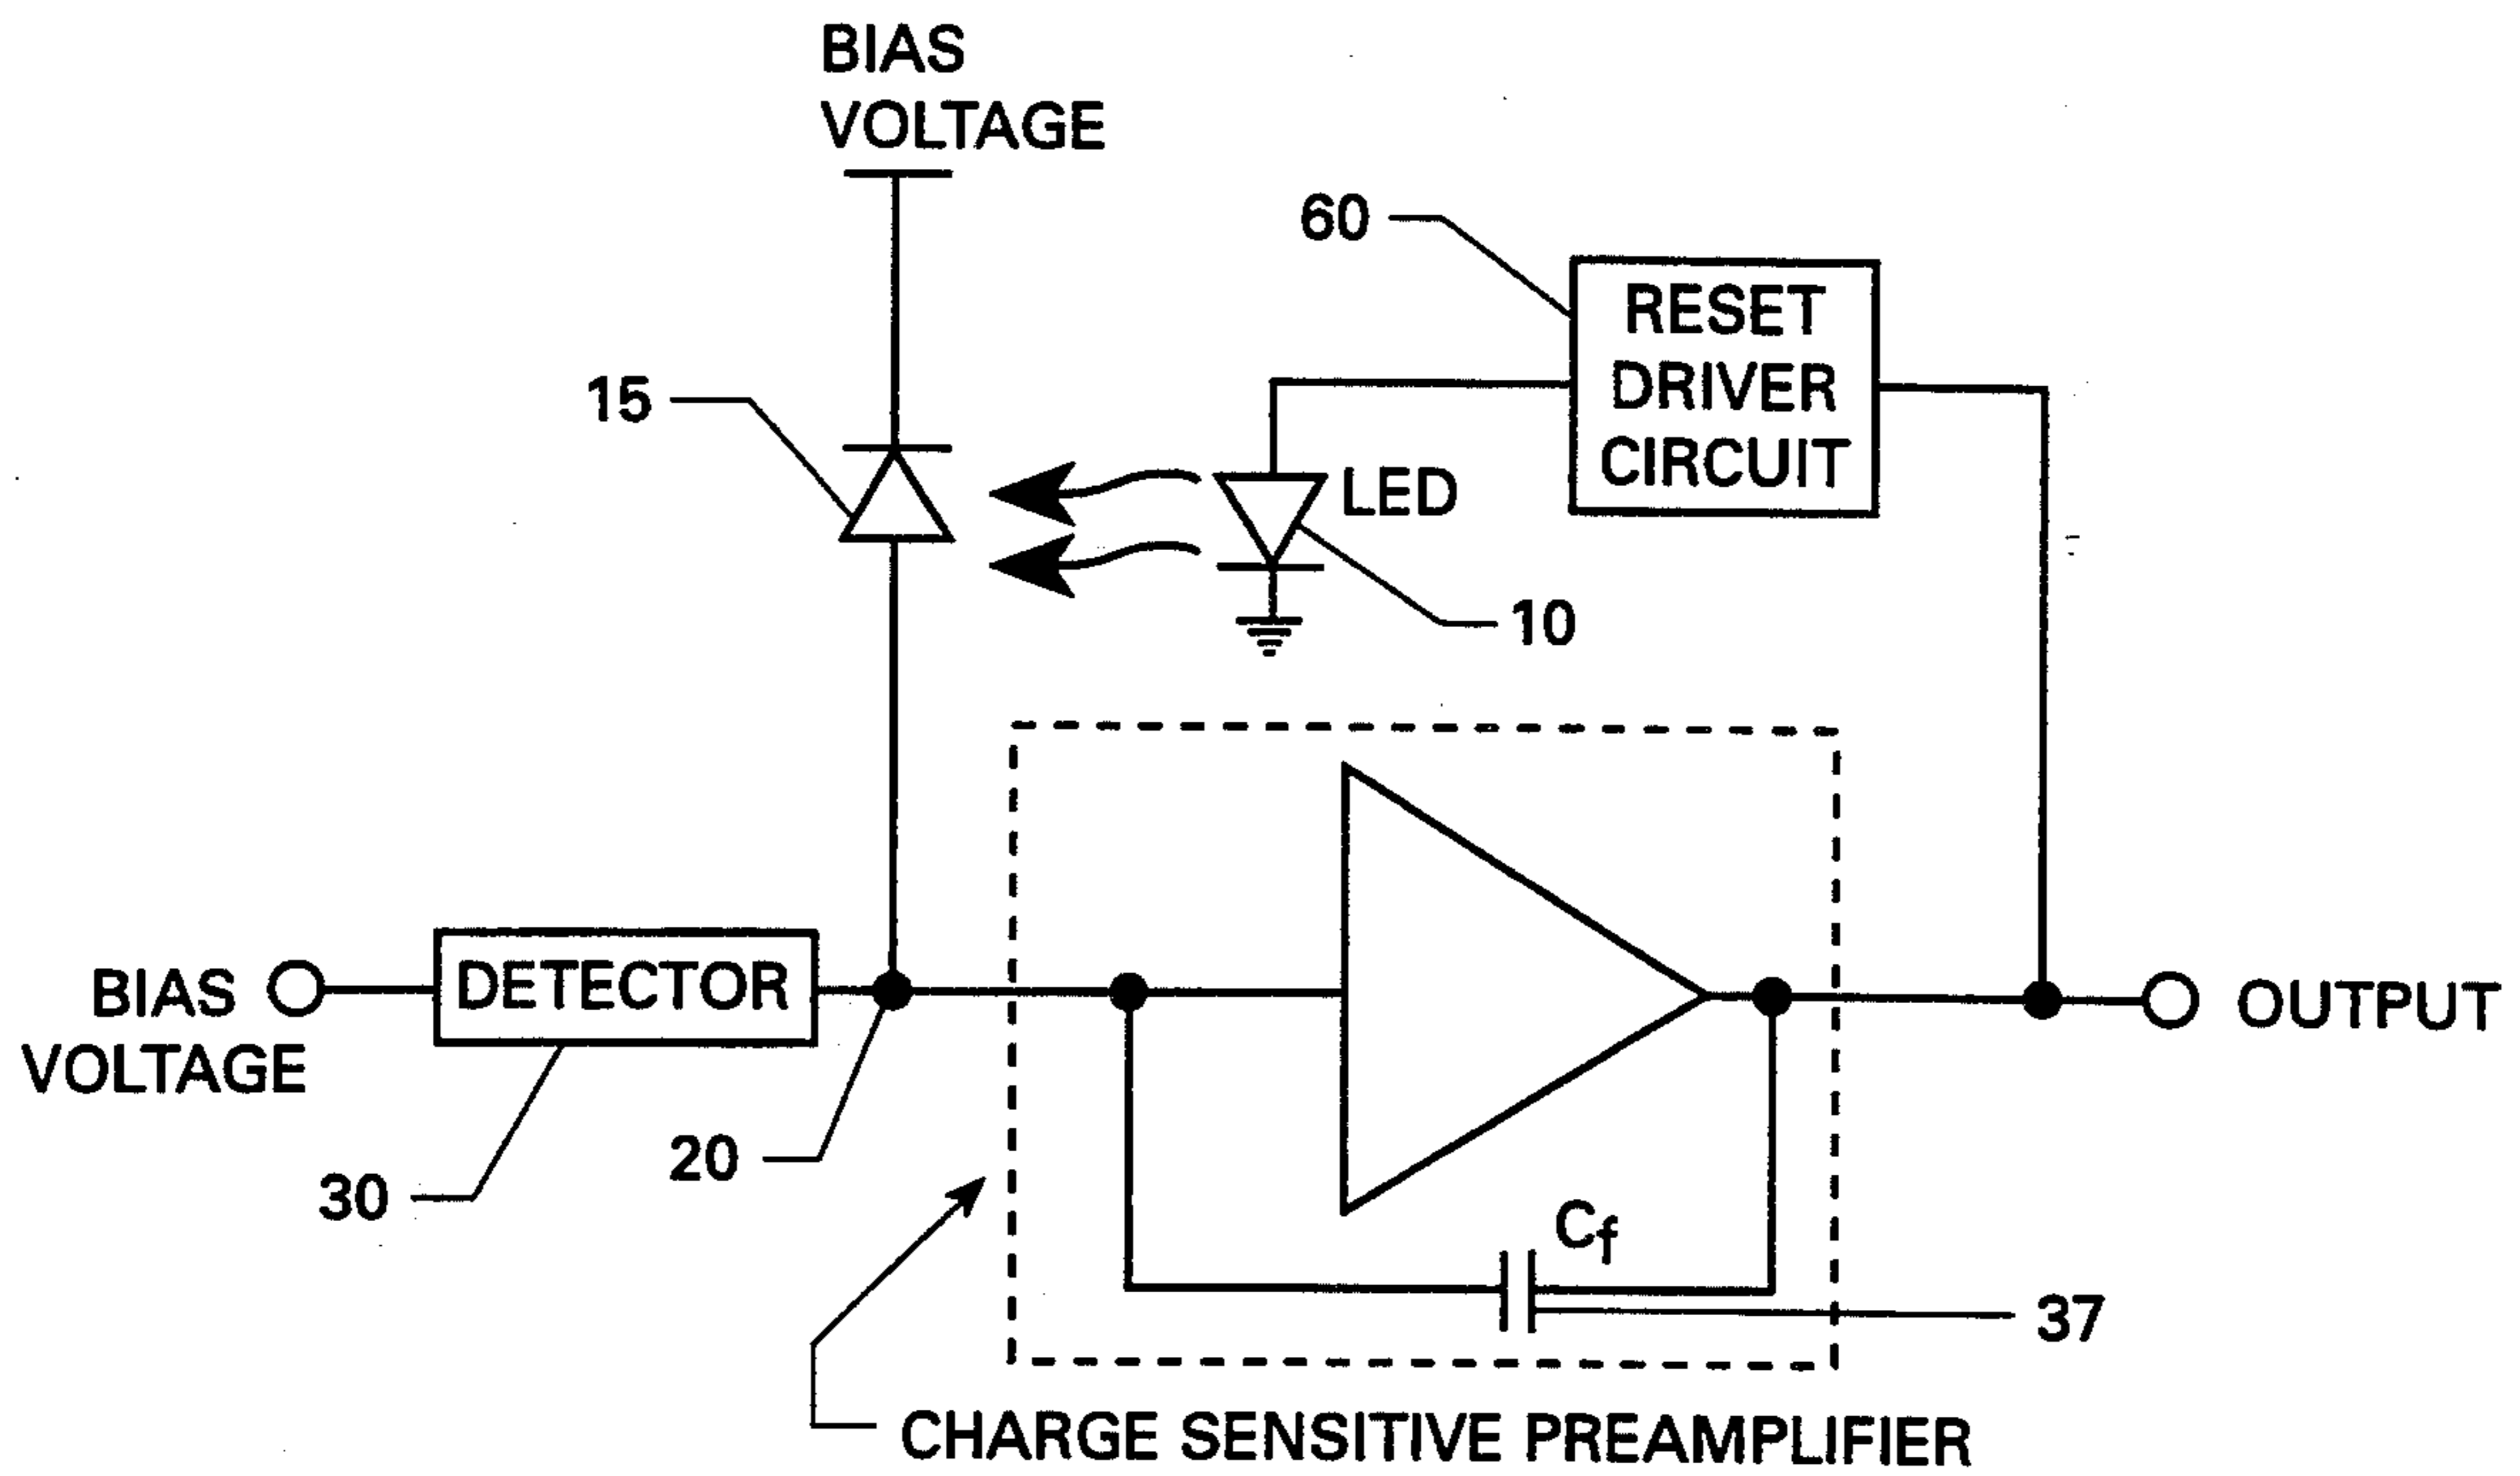 BIAS
VOLTAGE
60
RESET
DRIVER
CIRCUIT
15
LED
10
BIAS
VOLTAGE
DETECTOR
OUTPUT
20
30
Cf
37
CHARGE SENSITIVE PREAMPLIFIER